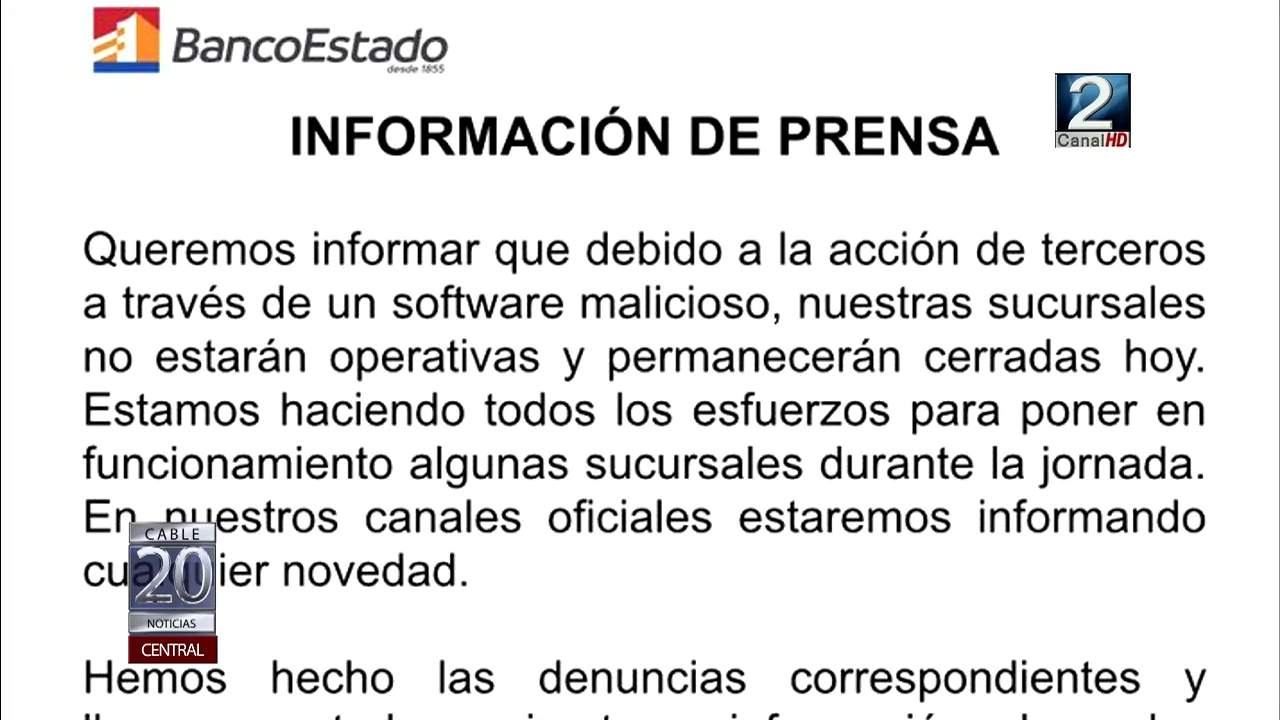 BancoEstado
desde 1855
2
CanalHD
INFORMACIÓN DE PRENSA
Queremos informar que debido a la acción de terceros
a través de un software malicioso, nuestras sucursales
no estarán operativas y permanecerán cerradas hoy.
Estamos haciendo todos los esfuerzos para poner en
funcionamiento algunas sucursales durante la jornada.
En nuestros canales oficiales estaremos informando
cualquier novedad.
CABLE
20
NOTICIAS
CENTRAL
Hemos hecho las denuncias correspondientes y